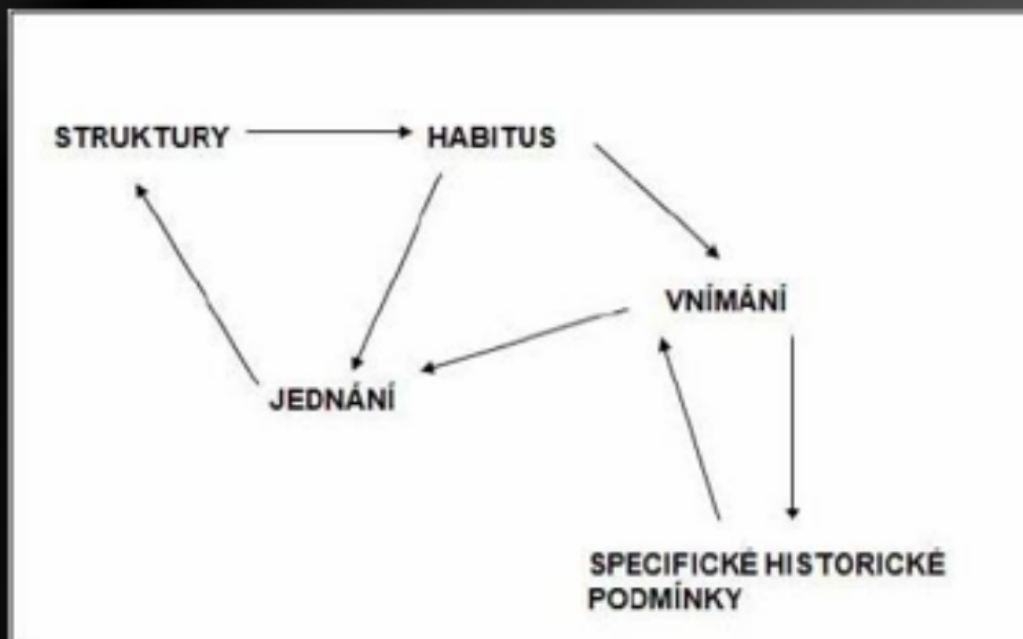 STRUKTURY
HABITUS
VNÍMÁNÍ
JEDNÁNÍ
SPECIFICKÉ HISTORICKÉ
PODMÍNKY